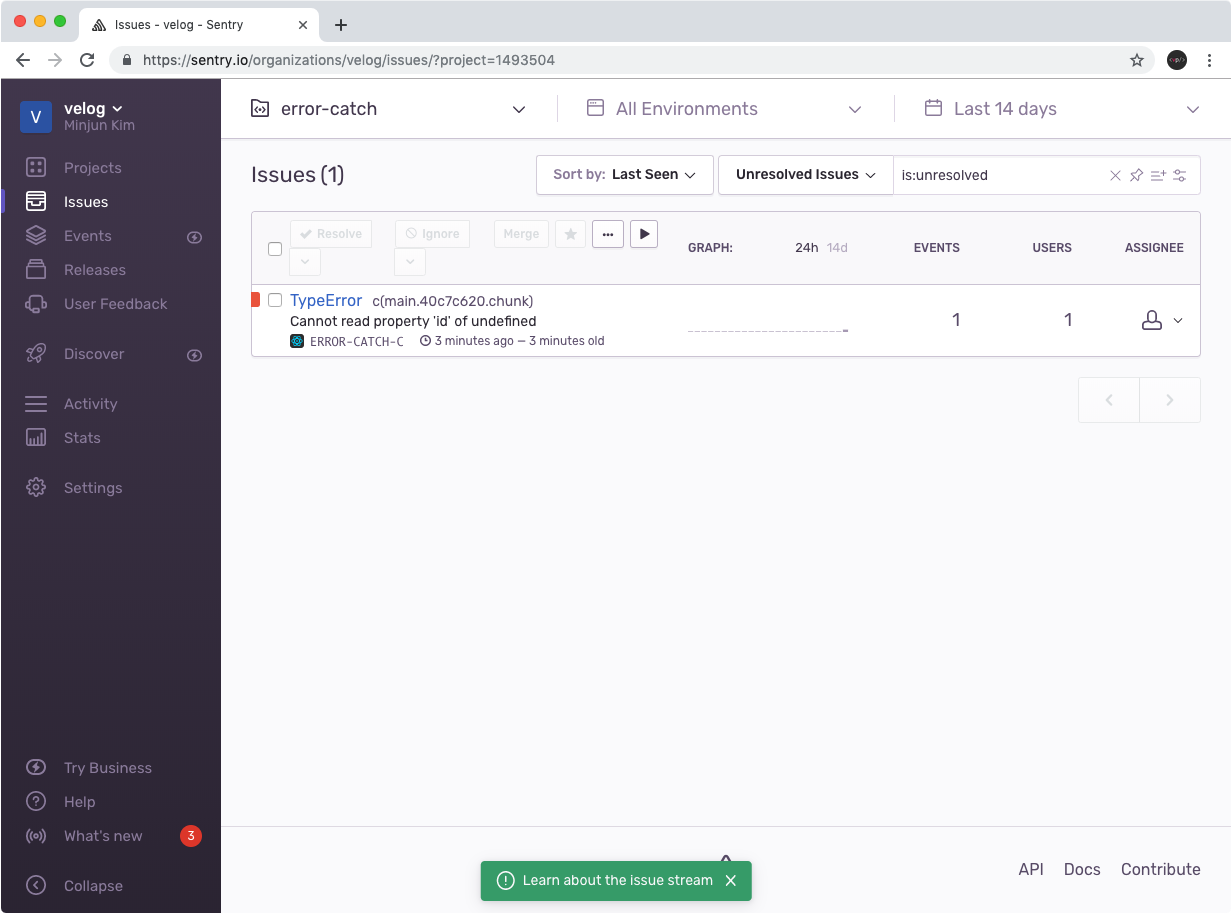 Issues - velog - Sentry
https://sentry.io/organizations/velog/issues/?project=1493504
V
velog
Minjun Kim
Projects
Issues
Events
Releases
User Feedback
Discover
Activity
Stats
Settings
Try Business
Help
What's new 3
Collapse
error-catch
All Environments
Last 14 days
Issues (1)
Sort by: Last Seen
Unresolved Issues
is:unresolved
Resolve
Ignore
Merge
GRAPH: 24h 14d
EVENTS
USERS
ASSIGNEE
TypeError c(main.40c7c620.chunk)
Cannot read property 'id' of undefined
ERROR-CATCH-C 3 minutes ago — 3 minutes old
1
1
API Docs Contribute
Learn about the issue stream